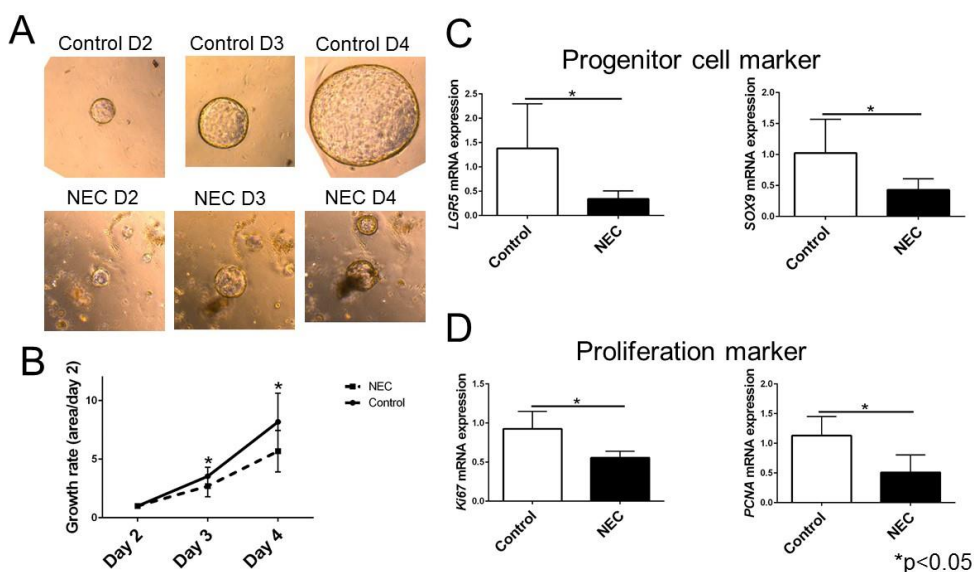 A
Control D2
Control D3
Control D4
NEC D2
NEC D3
NEC D4
B
Growth rate (area/day 2)
10
5
0
*
*
NEC
Control
Day 2
Day 3
Day 4
C
Progenitor cell marker
LGR5 mRNA expression
2.5
2.0
1.5
1.0
0.5
0.0
*
Control
NEC
SOX9 mRNA expression
2.0
1.5
1.0
0.5
0.0
*
Control
NEC
D
Proliferation marker
Ki67 mRNA expression
1.5
1.0
0.5
0.0
*
Control
NEC
PCNA mRNA expression
2.0
1.5
1.0
0.5
0.0
*
Control
NEC
*p<0.05